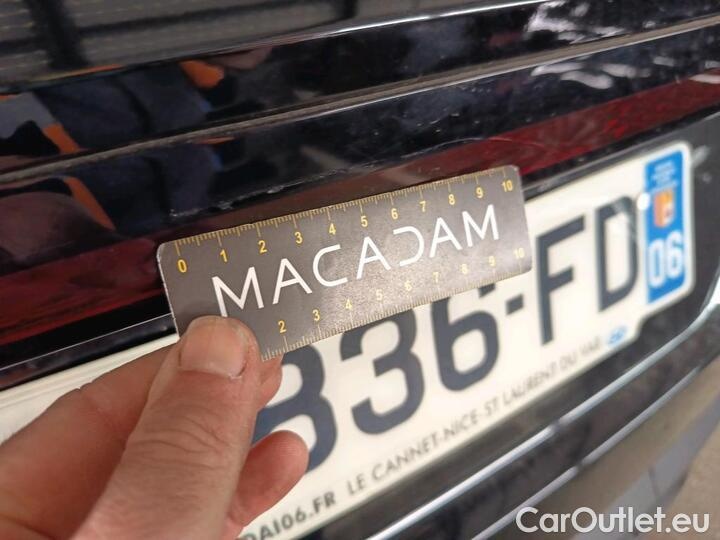 0 1 2 3 4 5 6 7 8 9 10
MACADAM
2 3 4 5 6 7 8 9 10
836-FD
06
DAI06.FR LE CANNET-NICE-ST LAURENT DU VAR
CarOutlet.eu